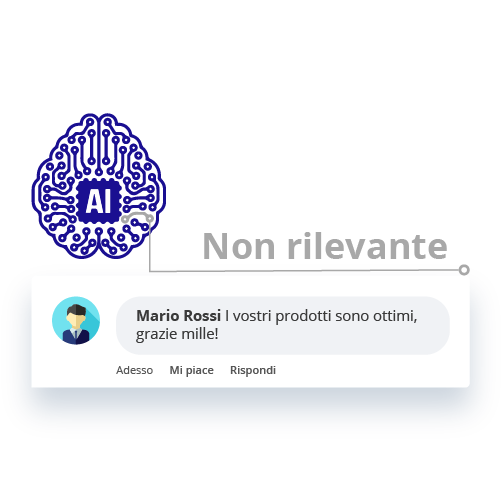 AI
Non rilevante
Mario Rossi I vostri prodotti sono ottimi,
grazie mille!
Adesso Mi piace Rispondi